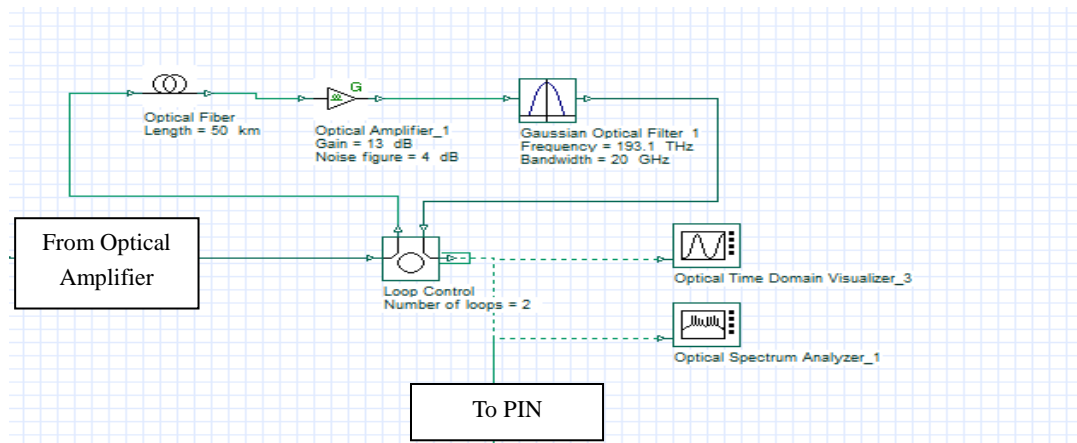 G
Optical Fiber
Length = 50 km
Optical Amplifier_1
Gain = 13 dB
Noise figure = 4 dB
Gaussian Optical Filter_1
Frequency = 193.1 THz
Bandwidth = 20 GHz
From Optical
Amplifier
Loop Control
Number of loops = 2
Optical Time Domain Visualizer_3
Optical Spectrum Analyzer_1
To PIN